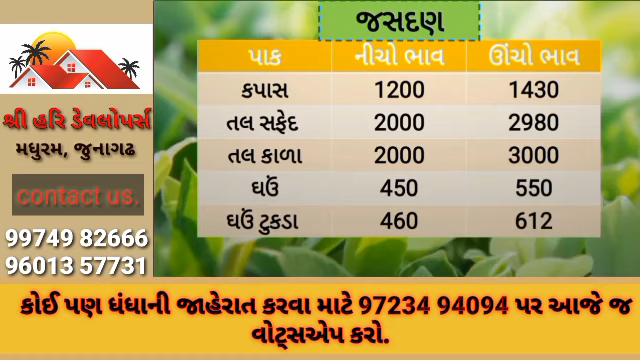 જસદણ
પાક નીચો ભાવ ઊંચો ભાવ
કપાસ 1200 1430
તલ સફેદ 2000 2980
તલ કાળા 2000 3000
ઘઉં 450 550
ઘઉં ટુકડા 460 612
શ્રી હરિ ડેવલોપર્સ
મધુરમ, જુનાગઢ
contact us.
99749 82666
96013 57731
કોઈ પણ ધંધાની જાહેરાત કરવા માટે 97234 94094 પર આજે જ
વોટ્સએપ કરો.